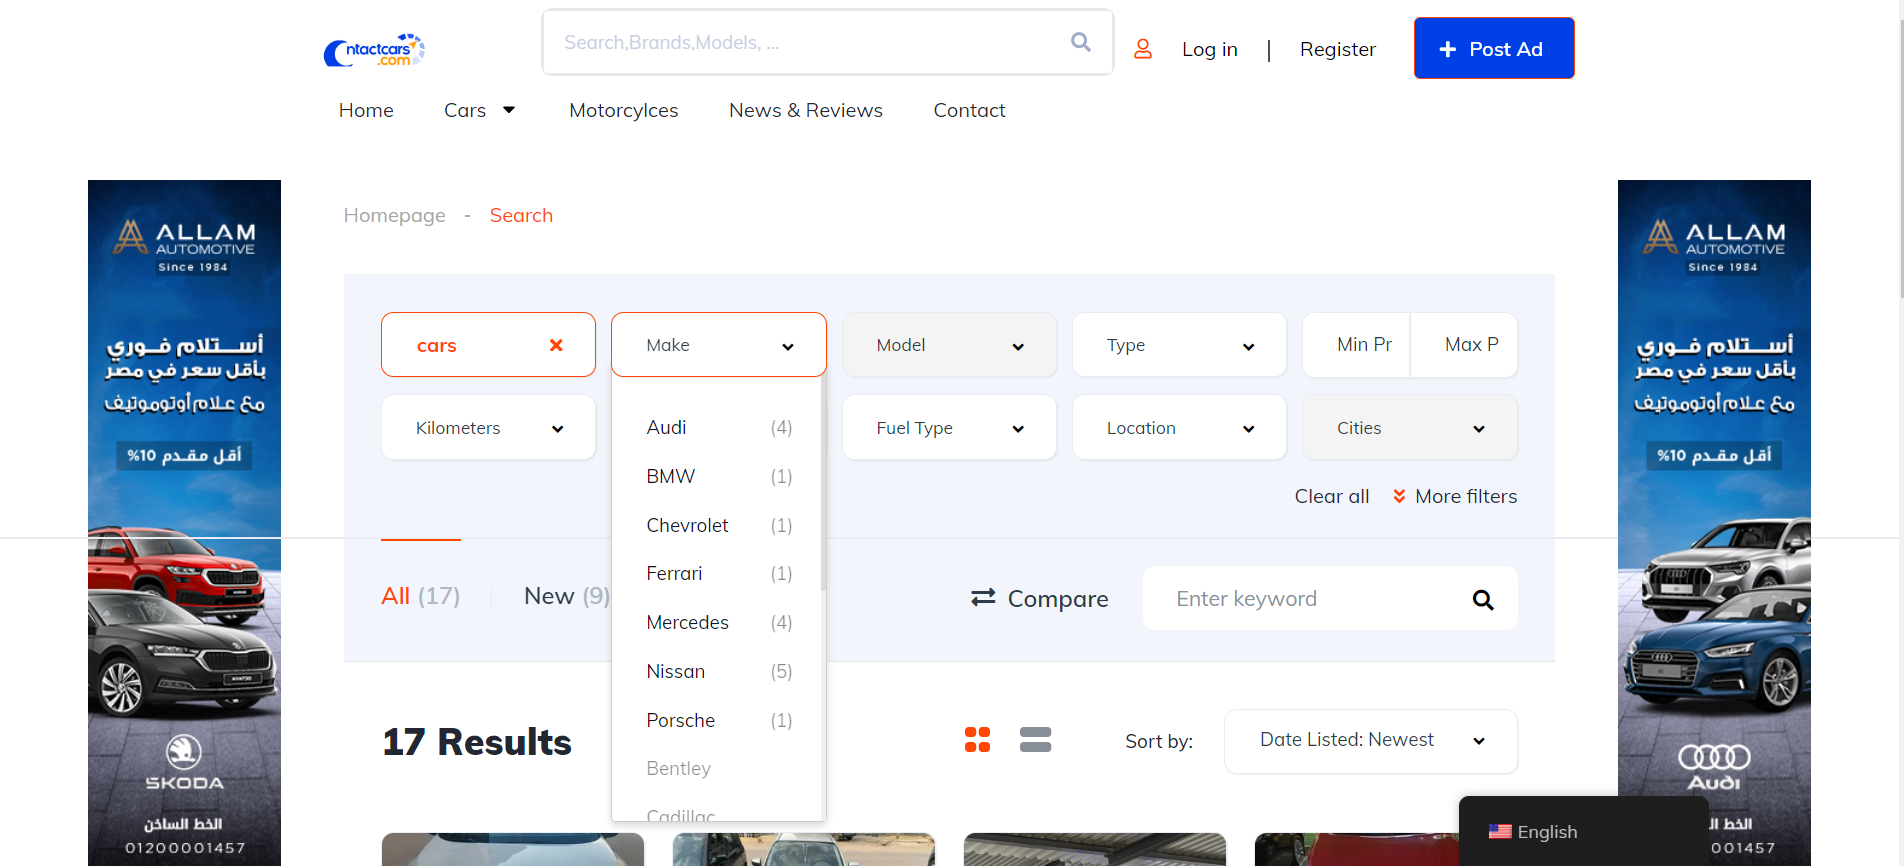 ntactcars
.com
Search,Brands,Models, ...
Log in | Register
+ Post Ad
Home
Cars
Motorcylces
News & Reviews
Contact
ALLAM
AUTOMOTIVE
Since 1984
أستلام فوري
بأقل سعر في مصر
مع علام أوتوموتيف
أقل مقدم 10%
SKODA
الخط الساخن
01200001457
Homepage - Search
cars
Make
Model
Type
Min Pr
Max P
Kilometers
Fuel Type
Location
Cities
Audi (4)
BMW (1)
Chevrolet (1)
Ferrari (1)
Mercedes (4)
Nissan (5)
Porsche (1)
Bentley
Cadillac
Clear all
More filters
All (17)
New (9)
Compare
Enter keyword
17 Results
Sort by:
Date Listed: Newest
ALLAM
AUTOMOTIVE
Since 1984
أستلام فوري
بأقل سعر في مصر
مع علام أوتوموتيف
أقل مقدم 10%
Audi
001457
English